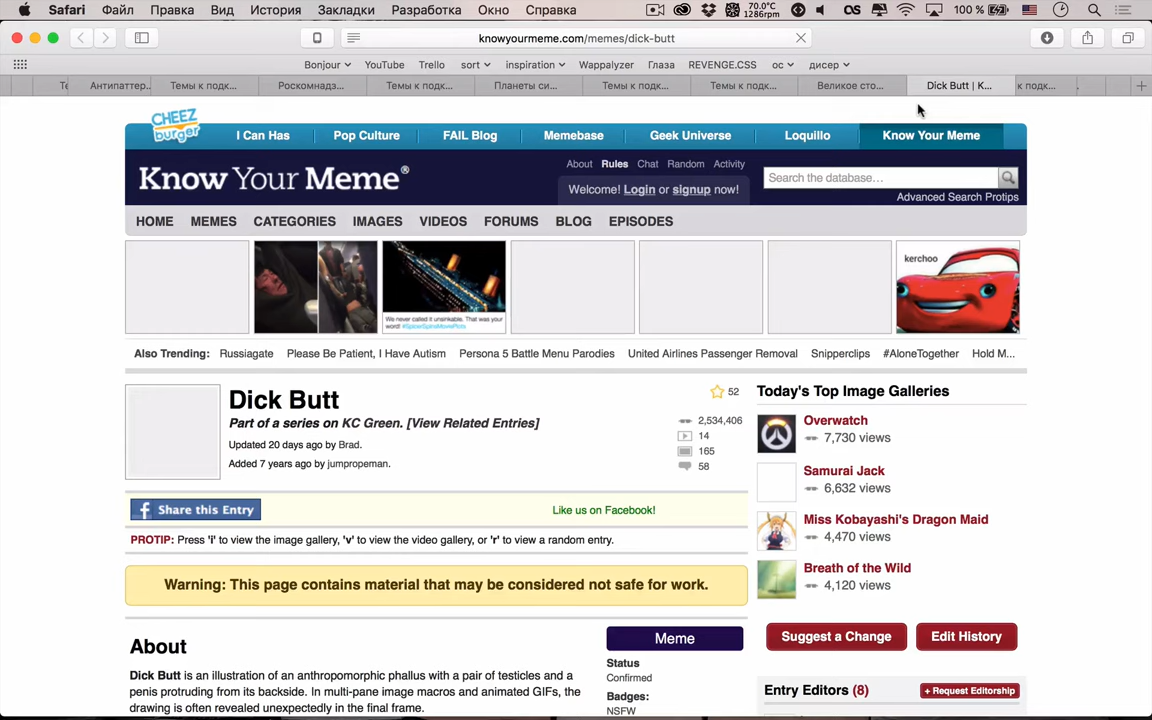 Safari Файл Правка Вид История Закладки Разработка Окно Справка 70.0°C 1286rpm 100 %
knowyourmeme.com/memes/dick-butt
Bonjour YouTube Trello sort inspiration Wappalyzer Глаза REVENGE.CSS ос дисер
Те Антипаттер... Темы к подк... Роскомнадз... Темы к подк... Планеты си... Темы к подк... Темы к подк... Великое сто... Dick Butt | K... к подк...
CHEEZ burger
I Can Has Pop Culture FAIL Blog Memebase Geek Universe Loquillo Know Your Meme
Know Your Meme®
About Rules Chat Random Activity
Welcome! Login or signup now!
Search the database...
Advanced Search Protips
HOME MEMES CATEGORIES IMAGES VIDEOS FORUMS BLOG EPISODES
kerchoo
We never called it unsinkable. That was your
word!
Also Trending: Russiagate Please Be Patient, I Have Autism Persona 5 Battle Menu Parodies United Airlines Passenger Removal Snipperclips #AloneTogether Hold M...
Dick Butt
Part of a series on KC Green. [View Related Entries]
Updated 20 days ago by Brad.
Added 7 years ago by jumpropeman.
52
2,534,406
14
165
58
Share this Entry
Like us on Facebook!
PROTIP: Press 'i' to view the image gallery, 'v' to view the video gallery, or 'r' to view a random entry.
Warning: This page contains material that may be considered not safe for work.
About
Dick Butt is an illustration of an anthropomorphic phallus with a pair of testicles and a
penis protruding from its backside. In multi-pane image macros and animated GIFs, the
drawing is often revealed unexpectedly in the final frame.
Meme
Status
Confirmed
Badges:
NSFW
Today's Top Image Galleries
Overwatch
7,730 views
Samurai Jack
6,632 views
Miss Kobayashi's Dragon Maid
4,470 views
Breath of the Wild
4,120 views
Suggest a Change Edit History
Entry Editors (8)
+ Request Editorship